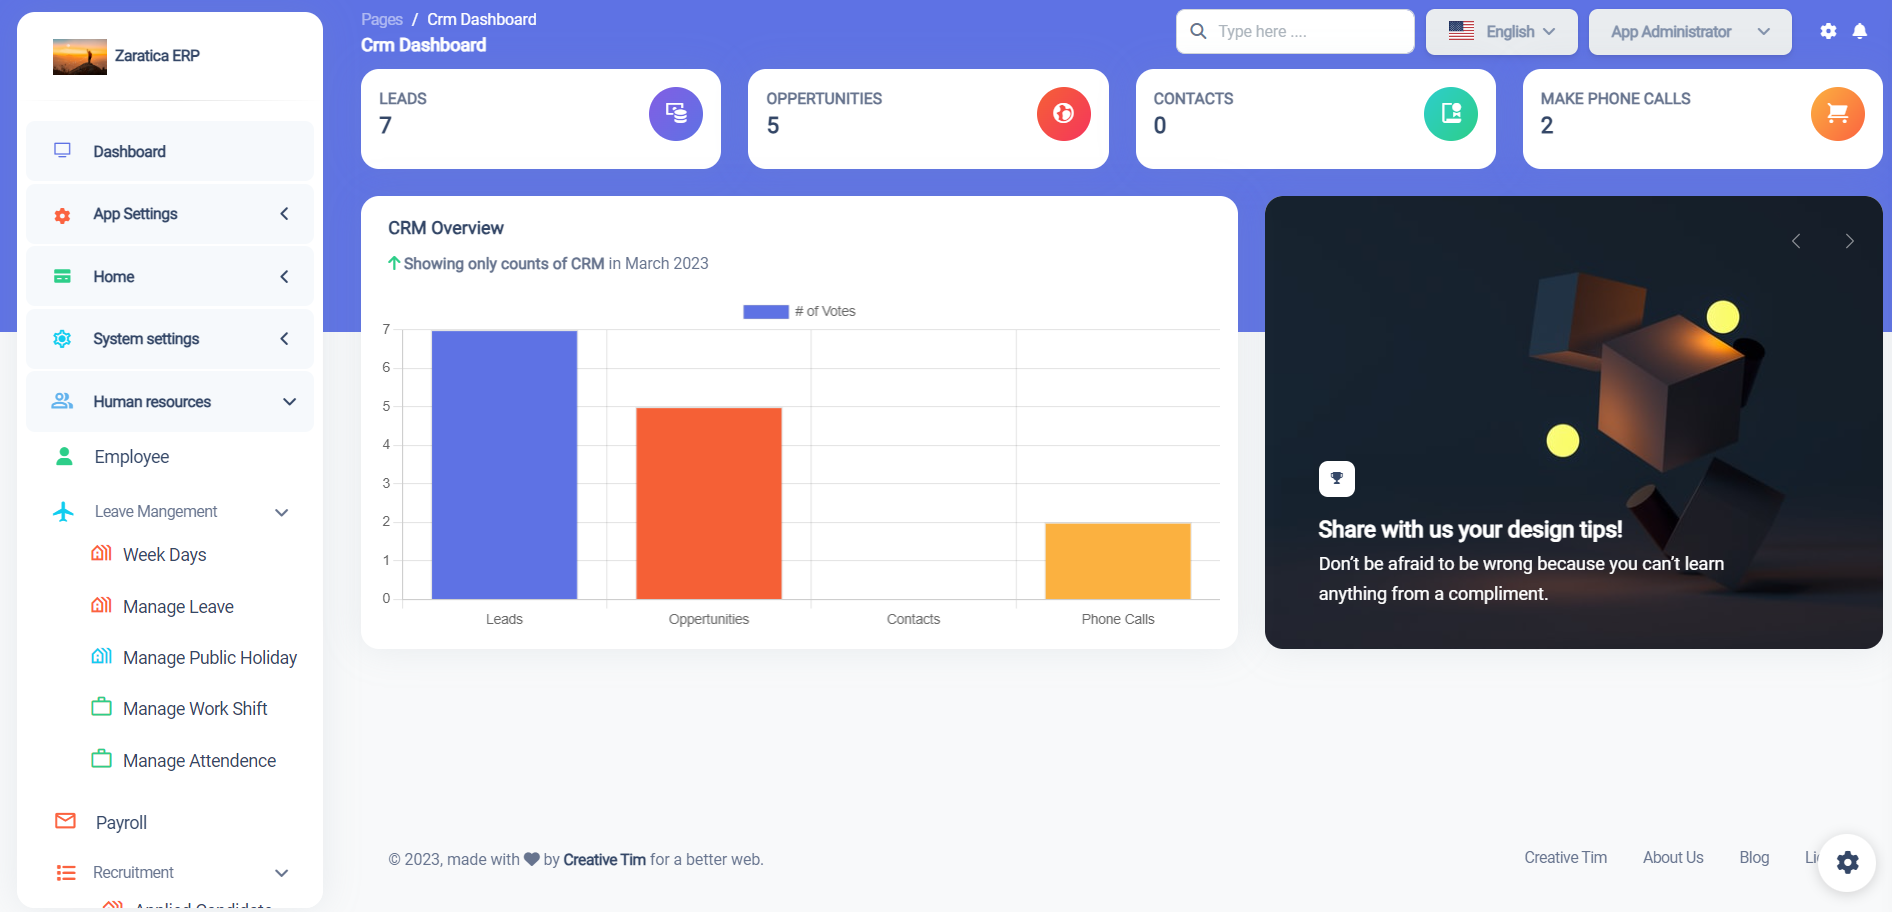 Zaratica ERP
Dashboard
App Settings
Home
System settings
Human resources
Employee
Leave Mangement
Week Days
Manage Leave
Manage Public Holiday
Manage Work Shift
Manage Attendence
Payroll
Recruitment
Applied Candidate
Pages / Crm Dashboard
Crm Dashboard
Type here ....
English
App Administrator
LEADS
7
OPPERTUNITIES
5
CONTACTS
0
MAKE PHONE CALLS
2
CRM Overview
Showing only counts of CRM in March 2023
# of Votes
7
6
5
4
3
2
1
0
Leads Oppertunities Contacts Phone Calls
Share with us your design tips!
Don’t be afraid to be wrong because you can’t learn
anything from a compliment.
© 2023, made with by Creative Tim for a better web.
Creative Tim About Us Blog